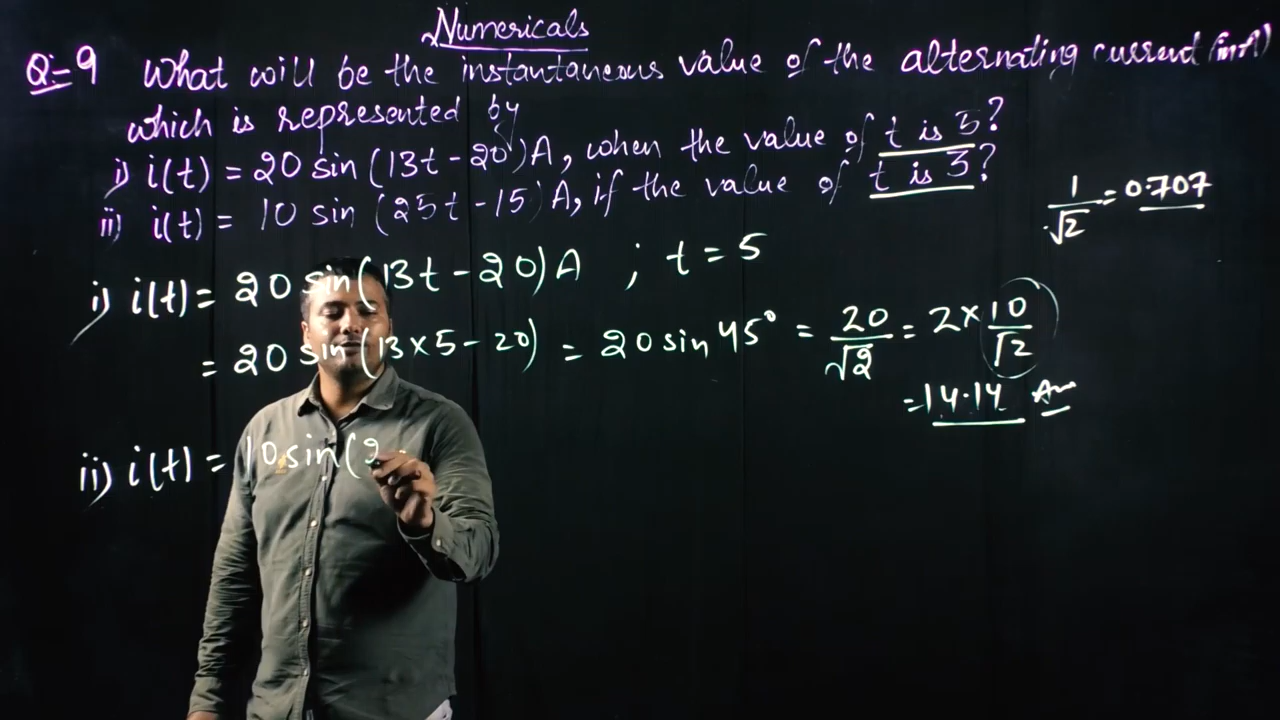 Numericals
Q:-9 What will be the instantaneous value of the alternating current (in A)
which is represented by
i) i(t) = 20 sin (13t - 20)A, when the value of t is 5?
ii) i(t) = 10 sin (25t - 15)A, if the value of t is 3?
1/√2 = 0.707
i) i(t) = 20 sin(13t - 20)A ; t = 5
= 20 sin(13×5 - 20) = 20 sin 45° = 20/√2 = 2×10/√2
=14.14 Ans
ii) i(t) = 10 sin(2